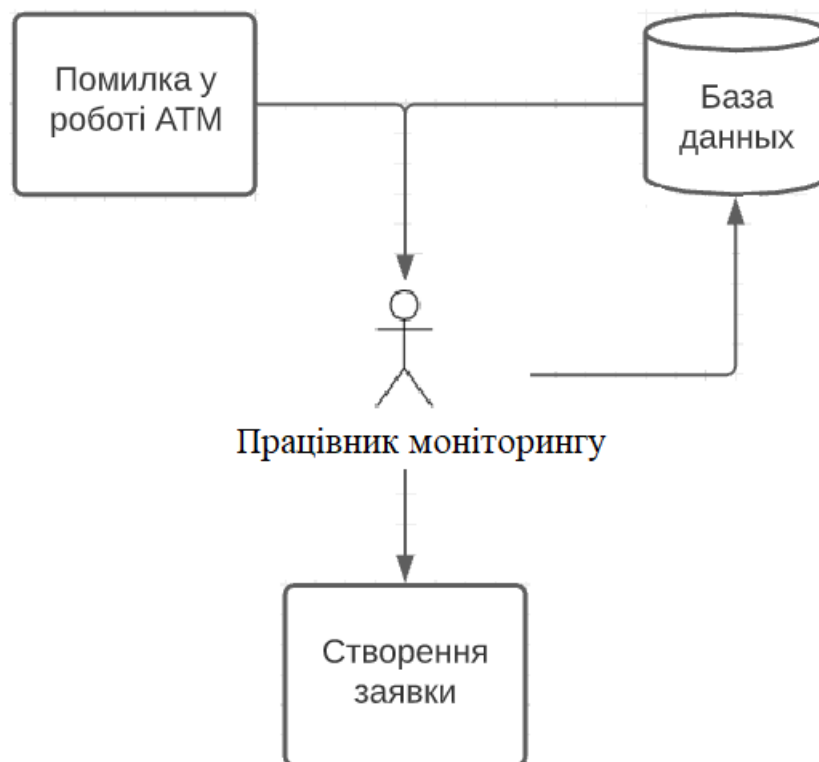 Помилка у
роботі АТМ
База
данных
Працівник моніторингу
Створення
заявки